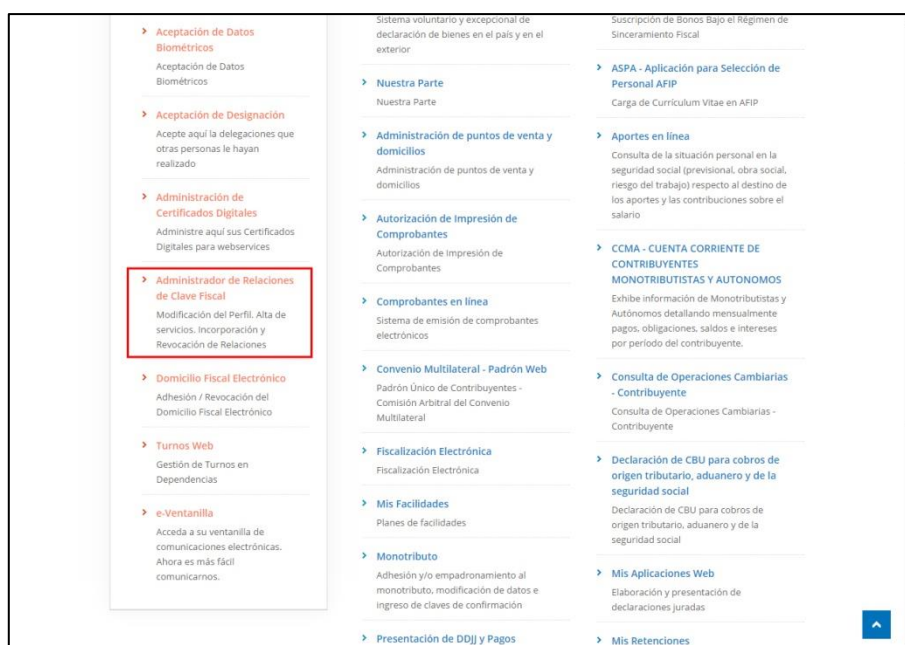 Aceptación de Datos
Biométricos
Aceptación de Datos
Biométricos
Aceptación de Designación
Acepte aquí la delegaciones que
otras personas le hayan
realizado
Administración de
Certificados Digitales
Administre aquí sus Certificados
Digitales para webservices
Administrador de Relaciones
de Clave Fiscal
Modificación del Perfil. Alta de
servicios. Incorporación y
Revocación de Relaciones
Domicilio Fiscal Electrónico
Adhesión / Revocación del
Domicilio Fiscal Electrónico
Turnos Web
Gestión de Turnos en
Dependencias
e-Ventanilla
Acceda a su ventanilla de
comunicaciones electrónicas.
Ahora es más fácil
comunicarnos.
Sistema voluntario y excepcional de
declaración de bienes en el país y en el
exterior
Nuestra Parte
Nuestra Parte
Administración de puntos de venta y
domicilios
Administración de puntos de venta y
domicilios
Autorización de Impresión de
Comprobantes
Autorización de Impresión de
Comprobantes
Comprobantes en línea
Sistema de emisión de comprobantes
electrónicos
Convenio Multilateral - Padrón Web
Padrón Único de Contribuyentes -
Comisión Arbitral del Convenio
Multilateral
Fiscalización Electrónica
Fiscalización Electrónica
Mis Facilidades
Planes de facilidades
Monotributo
Adhesión y/o empadronamiento al
monotributo, modificación de datos e
ingreso de claves de confirmación
Presentación de DDJJ y Pagos
Suscripción de Bonos Bajo el Régimen de
Sinceramiento Fiscal
ASPA - Aplicación para Selección de
Personal AFIP
Carga de Currículum Vitae en AFIP
Aportes en línea
Consulta de la situación personal en la
seguridad social (previsional, obra social,
riesgo del trabajo) respecto al destino de
los aportes y las contribuciones sobre el
salario
CCMA - CUENTA CORRIENTE DE
CONTRIBUYENTES
MONOTRIBUTISTAS Y AUTONOMOS
Exhibe información de Monotributistas y
Autónomos detallando mensualmente
pagos, obligaciones, saldos e intereses
por período del contribuyente.
Consulta de Operaciones Cambiarias
- Contribuyente
Consulta de Operaciones Cambiarias -
Contribuyente
Declaración de CBU para cobros de
origen tributario, aduanero y de la
seguridad social
Declaración de CBU para cobros de
origen tributario, aduanero y de la
seguridad social
Mis Aplicaciones Web
Elaboración y presentación de
declaraciones juradas
Mis Retenciones